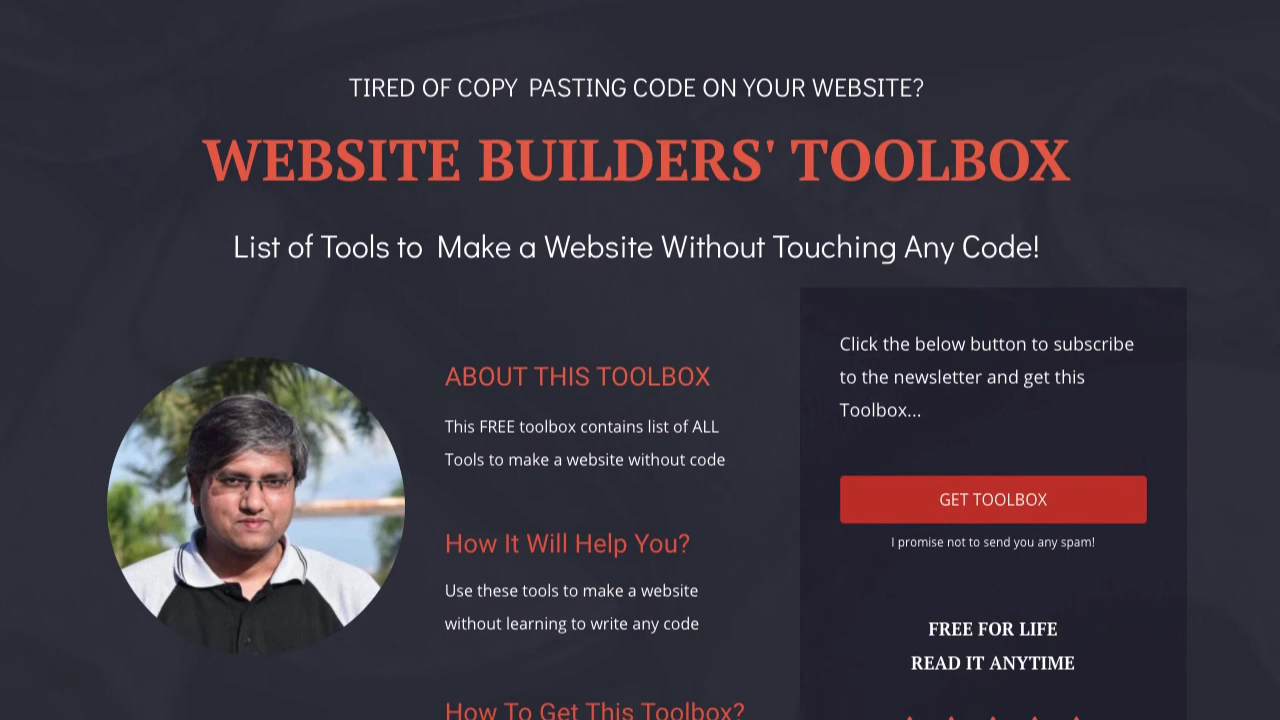 TIRED OF COPY PASTING CODE ON YOUR WEBSITE?
WEBSITE BUILDERS' TOOLBOX
List of Tools to Make a Website Without Touching Any Code!
ABOUT THIS TOOLBOX
This FREE toolbox contains list of ALL
Tools to make a website without code
How It Will Help You?
Use these tools to make a website
without learning to write any code
How To Get This Toolbox?
Click the below button to subscribe
to the newsletter and get this
Toolbox...
GET TOOLBOX
I promise not to send you any spam!
FREE FOR LIFE
READ IT ANYTIME